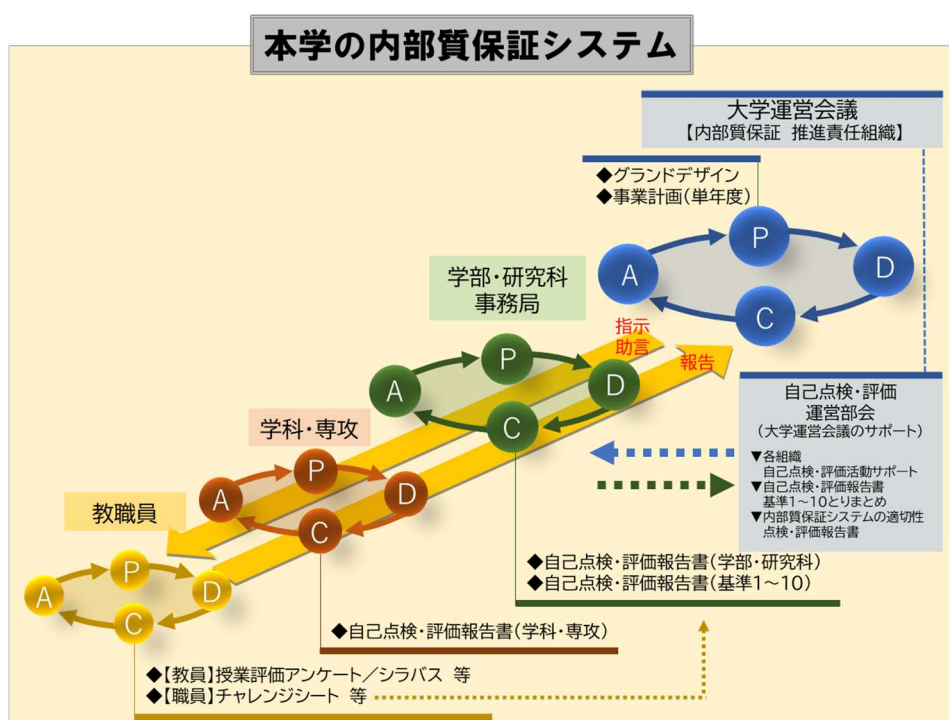 本学の内部質保証システム
大学運営会議
【内部質保証 推進責任組織】
◆グランドデザイン
◆事業計画(単年度)
P
A
D
C
学部・研究科
事務局
指示
助言
報告
P
A
D
C
自己点検・評価
運営部会
(大学運営会議のサポート)
▼各組織
自己点検・評価活動サポート
▼自己点検・評価報告書
基準1~10とりまとめ
▼内部質保証システムの適切性
点検・評価報告書
学科・専攻
P
A
D
C
教職員
P
A
D
C
◆自己点検・評価報告書(学部・研究科)
◆自己点検・評価報告書(基準1~10)
◆自己点検・評価報告書(学科・専攻)
◆【教員】授業評価アンケート/シラバス 等
◆【職員】チャレンジシート 等